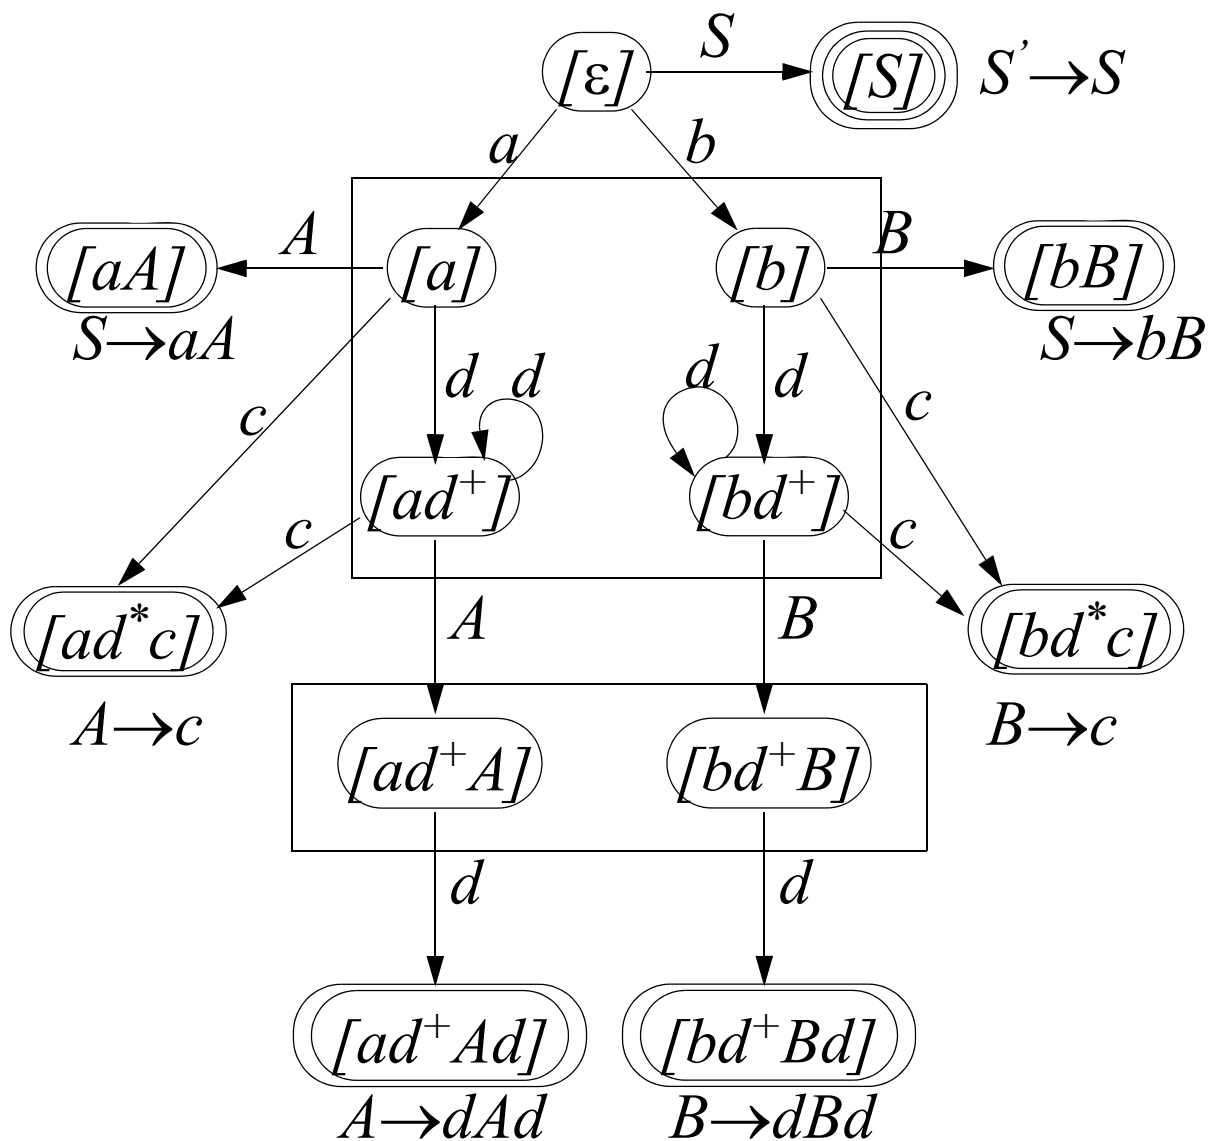 S
[ε] [S] S’→S
a b
A B
[aA] [a] [b] [bB]
S→aA S→bB
d d d d
c c
[ad⁺] [bd⁺]
c c
A B
[ad*c] [bd*c]
A→c B→c
[ad⁺A] [bd⁺B]
d d
[ad⁺Ad] [bd⁺Bd]
A→dAd B→dBd